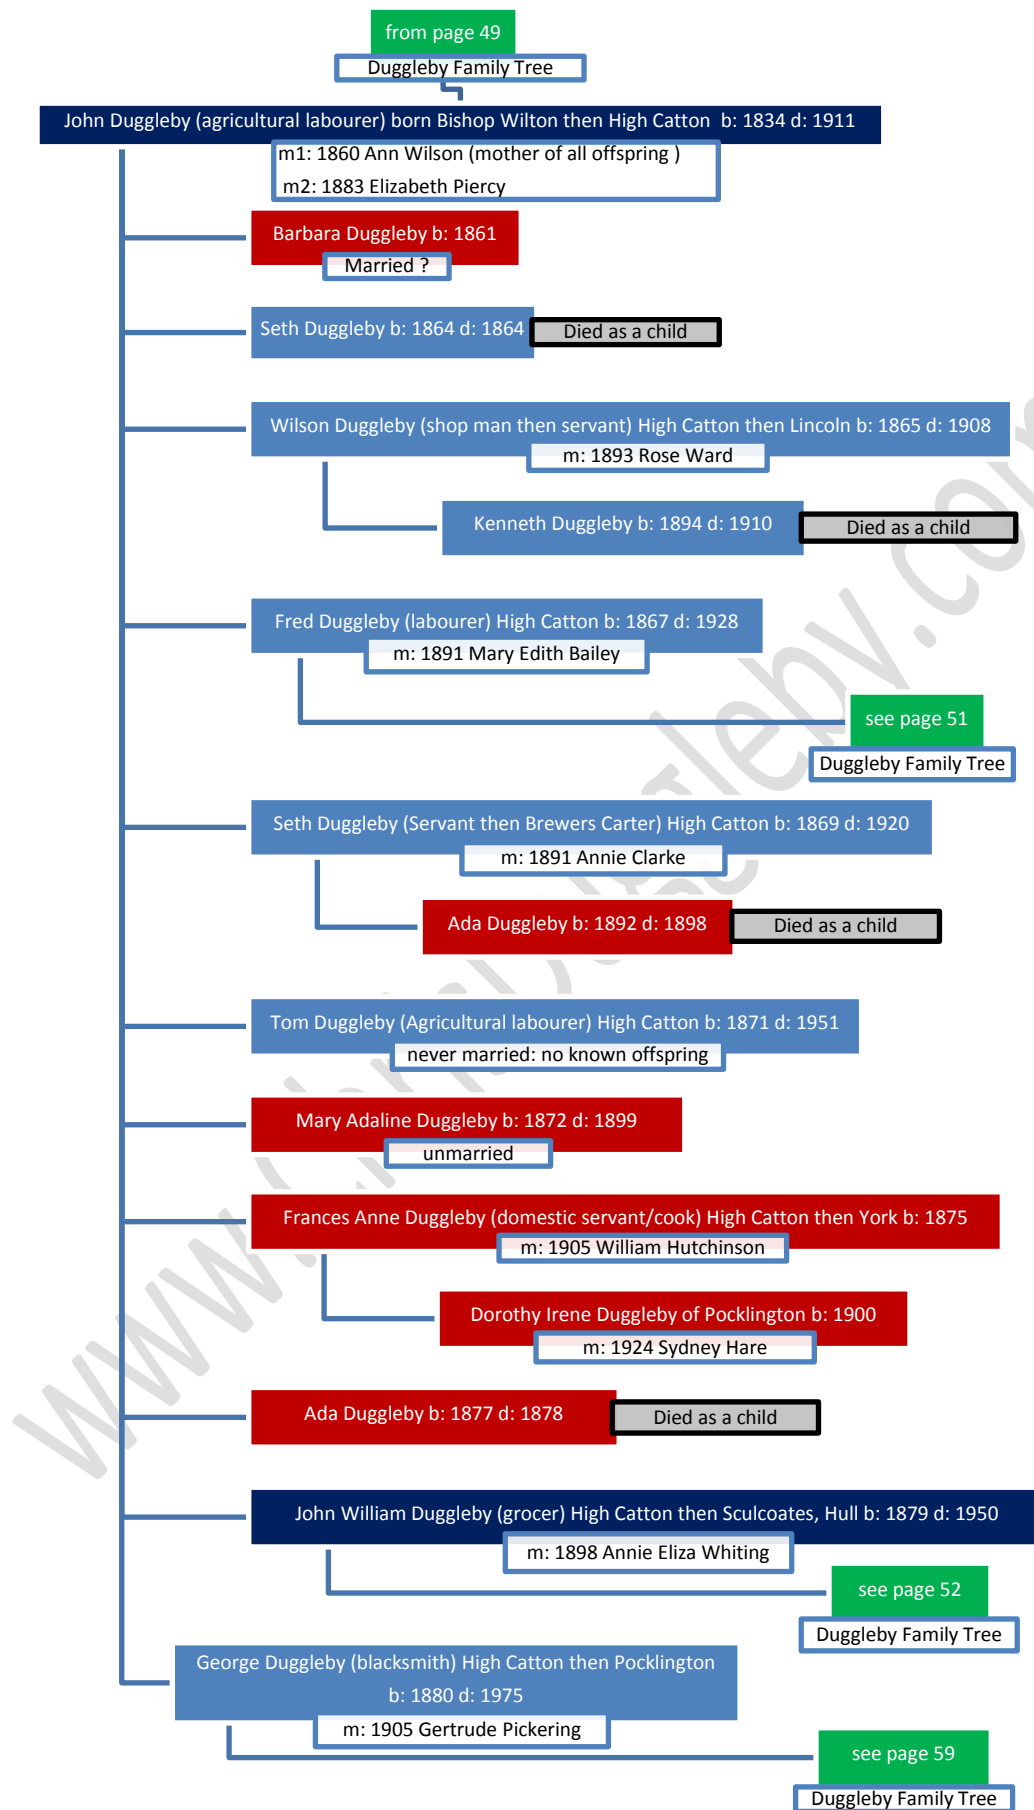 from page 49
Duggleby Family Tree
John Duggleby (agricultural labourer) born Bishop Wilton then High Catton b: 1834 d: 1911
m1: 1860 Ann Wilson (mother of all offspring )
m2: 1883 Elizabeth Piercy
Barbara Duggleby b: 1861
Married ?
Seth Duggleby b: 1864 d: 1864
Died as a child
Wilson Duggleby (shop man then servant) High Catton then Lincoln b: 1865 d: 1908
m: 1893 Rose Ward
Kenneth Duggleby b: 1894 d: 1910
Died as a child
Fred Duggleby (labourer) High Catton b: 1867 d: 1928
m: 1891 Mary Edith Bailey
see page 51
Duggleby Family Tree
Seth Duggleby (Servant then Brewers Carter) High Catton b: 1869 d: 1920
m: 1891 Annie Clarke
Ada Duggleby b: 1892 d: 1898
Died as a child
Tom Duggleby (Agricultural labourer) High Catton b: 1871 d: 1951
never married: no known offspring
Mary Adaline Duggleby b: 1872 d: 1899
unmarried
Frances Anne Duggleby (domestic servant/cook) High Catton then York b: 1875
m: 1905 William Hutchinson
Dorothy Irene Duggleby of Pocklington b: 1900
m: 1924 Sydney Hare
Ada Duggleby b: 1877 d: 1878
Died as a child
John William Duggleby (grocer) High Catton then Sculcoates, Hull b: 1879 d: 1950
m: 1898 Annie Eliza Whiting
see page 52
Duggleby Family Tree
George Duggleby (blacksmith) High Catton then Pocklington
b: 1880 d: 1975
m: 1905 Gertrude Pickering
see page 59
Duggleby Family Tree